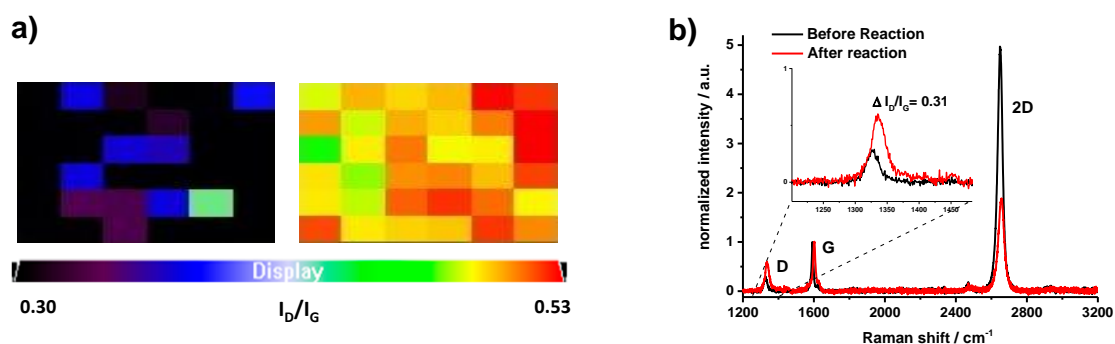 a)
Display
0.30
I_D/I_G
0.53
b)
Before Reaction
After reaction
normalized intensity / a.u.
5
4
3
2
1
0
1
0
Δ I_D/I_G= 0.31
1250 1300 1350 1400 1450
2D
D
G
1200 1600 2000 2400 2800 3200
Raman shift / cm⁻¹